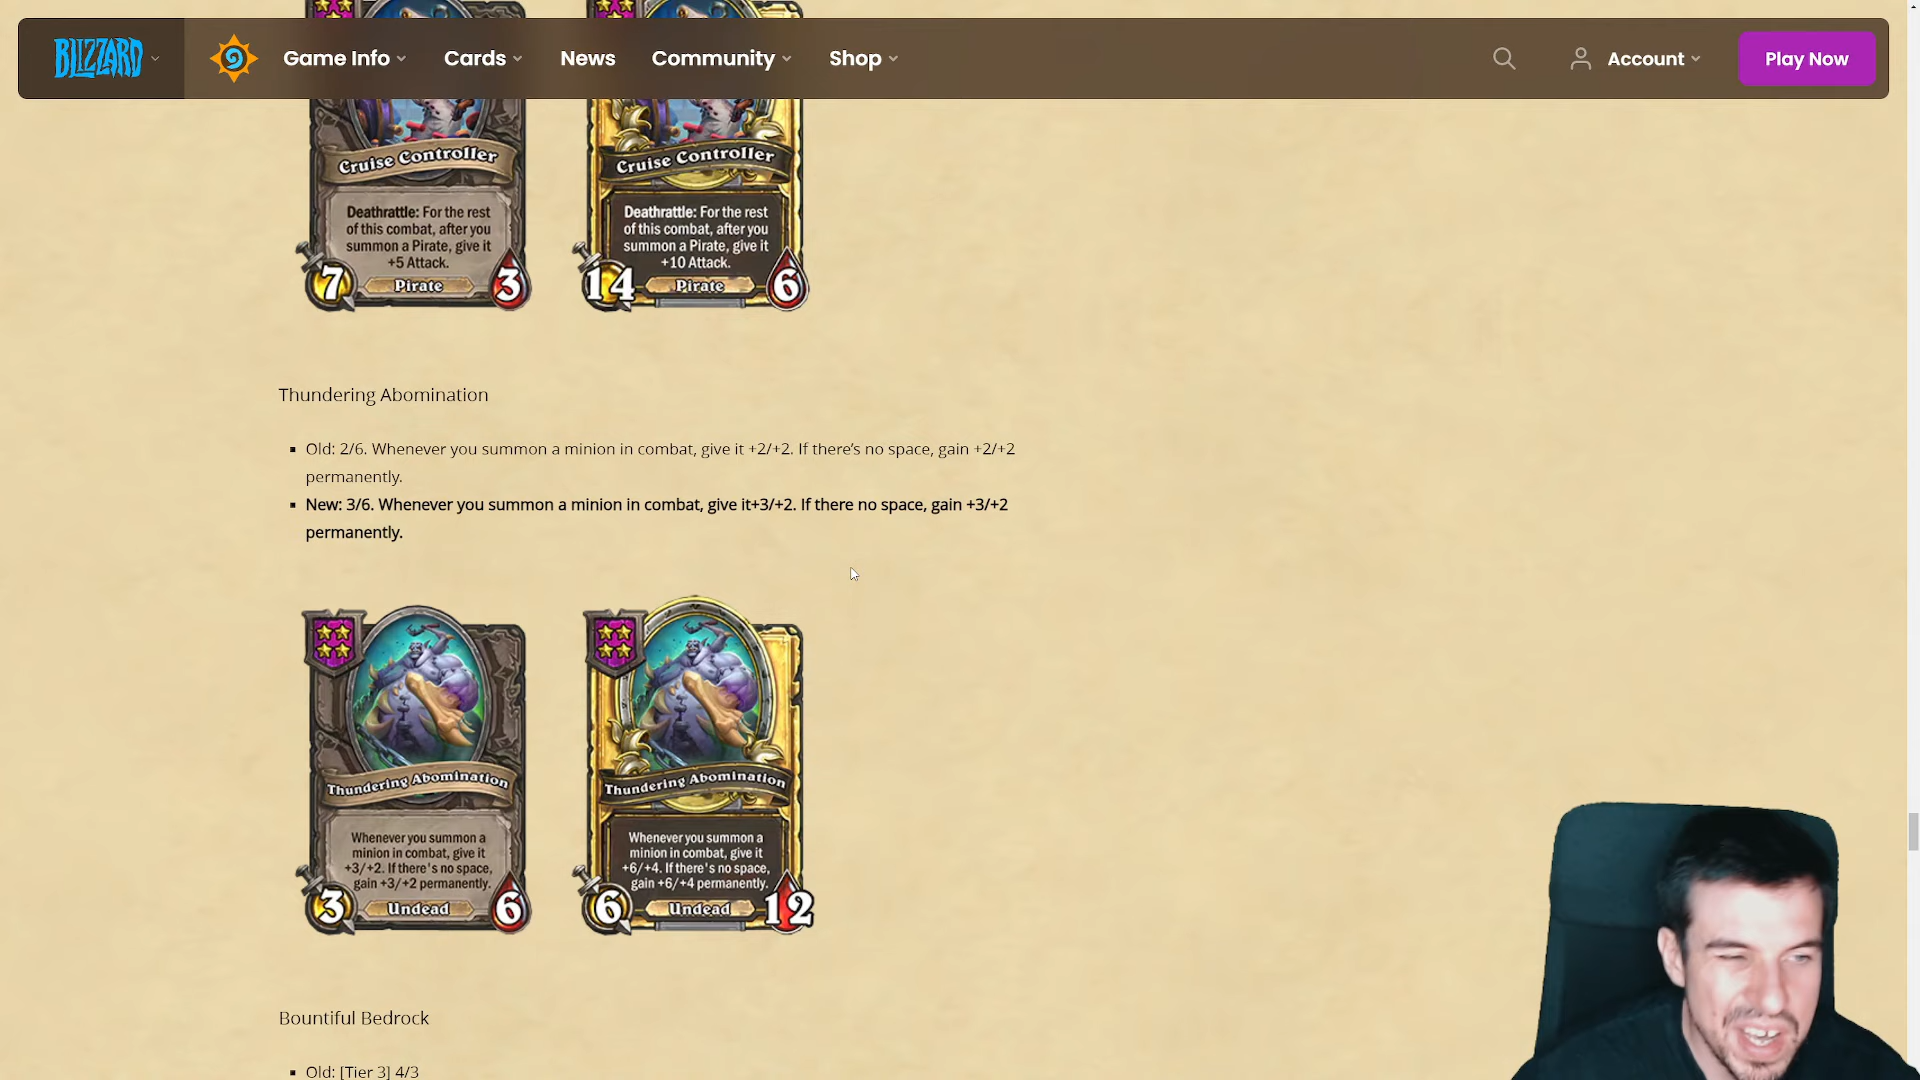 BLIZZARD
Game Info
Cards
News
Community
Shop
Account
Play Now
Cruise Controller
Deathrattle: For the rest
of this combat, after you
summon a Pirate, give it
+5 Attack.
7
Pirate
3
Cruise Controller
Deathrattle: For the rest
of this combat, after you
summon a Pirate, give it
+10 Attack.
14
Pirate
6
Thundering Abomination
Old: 2/6. Whenever you summon a minion in combat, give it +2/+2. If there’s no space, gain +2/+2
permanently.
New: 3/6. Whenever you summon a minion in combat, give it+3/+2. If there no space, gain +3/+2
permanently.
Thundering Abomination
Whenever you summon a
minion in combat, give it
+3/+2. If there's no space,
gain +3/+2 permanently.
3
Undead
6
Thundering Abomination
Whenever you summon a
minion in combat, give it
+6/+4. If there's no space,
gain +6/+4 permanently.
6
Undead
12
Bountiful Bedrock
Old: [Tier 3] 4/3